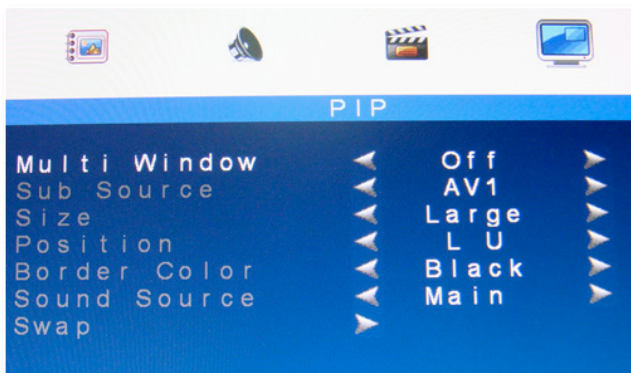 PIP
Multi Window Off
Sub Source AV1
Size Large
Position L U
Border Color Black
Sound Source Main
Swap